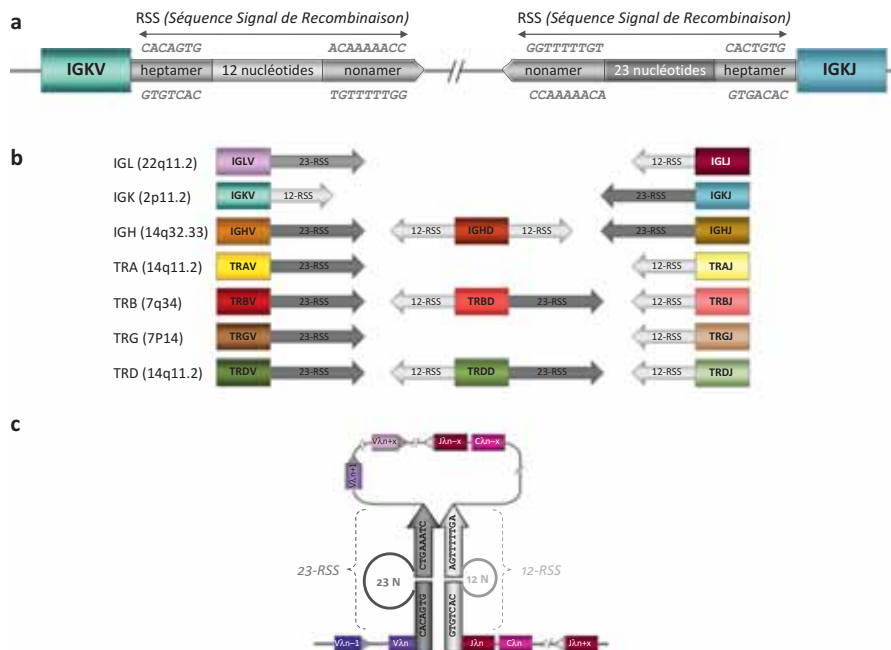 a
RSS (Séquence Signal de Recombinaison) RSS (Séquence Signal de Recombinaison)
CACAGTG ACAAAAACC GGTTTTTGT CACTGTG
IGKV heptamer 12 nucléotides nonamer nonamer 23 nucléotides heptamer IGKJ
GTGTCAC TGTTTTTGG CCAAAAACA GTGACAC
b
IGL (22q11.2) IGLV 23-RSS 12-RSS IGLJ
IGK (2p11.2) IGKV 12-RSS 23-RSS IGKJ
IGH (14q32.33) IGHV 23-RSS 12-RSS IGHD 12-RSS 23-RSS IGHJ
TRA (14q11.2) TRAV 23-RSS 12-RSS TRAJ
TRB (7q34) TRBV 23-RSS 12-RSS TRBD 23-RSS 12-RSS TRBJ
TRG (7P14) TRGV 23-RSS 12-RSS TRGJ
TRD (14q11.2) TRDV 23-RSS 12-RSS TRDD 23-RSS 12-RSS TRDJ
c
Vλn+x Jλn−x Cλn−x
Vλn+1
CTGAAATC AGTTTTTGA
23-RSS 23 N 12 N 12-RSS
CACAGTG GTGTCAC
Vλn−1 Vλn Jλn Cλn Jλn+x